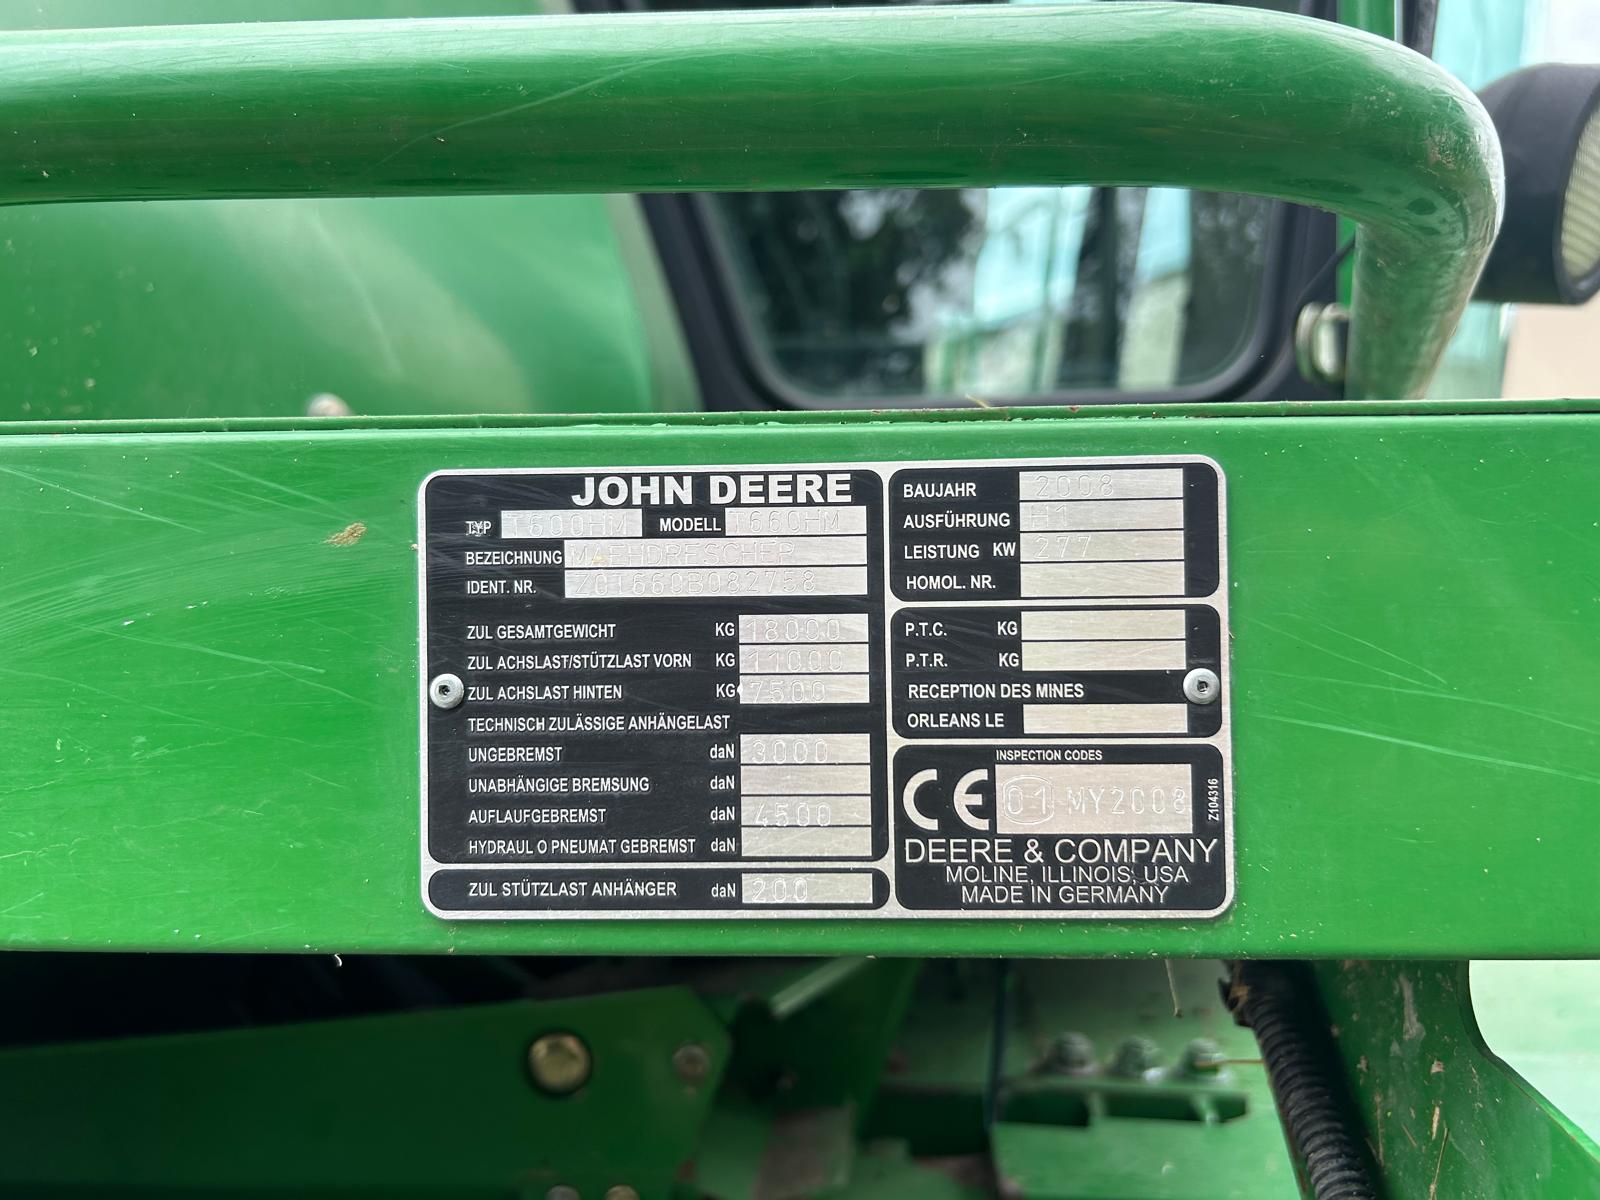 JOHN DEERE
TYP T600HM MODELL T660HM
BEZEICHNUNG MAEHDRESCHER
IDENT. NR. Z0T660B082758
ZUL GESAMTGEWICHT KG 18000
ZUL ACHSLAST/STÜTZLAST VORN KG 11000
ZUL ACHSLAST HINTEN KG 7500
TECHNISCH ZULÄSSIGE ANHÄNGELAST
UNGEBREMST daN 3000
UNABHÄNGIGE BREMSUNG daN
AUFLAUFGEBREMST daN 4500
HYDRAUL O PNEUMAT GEBREMST daN
ZUL STÜTZLAST ANHÄNGER daN 200
BAUJAHR 2008
AUSFÜHRUNG H1
LEISTUNG KW 277
HOMOL. NR.
P.T.C. KG
P.T.R. KG
RECEPTION DES MINES
ORLEANS LE
INSPECTION CODES
CE 01 MY2008
Z104316
DEERE & COMPANY
MOLINE, ILLINOIS, USA
MADE IN GERMANY